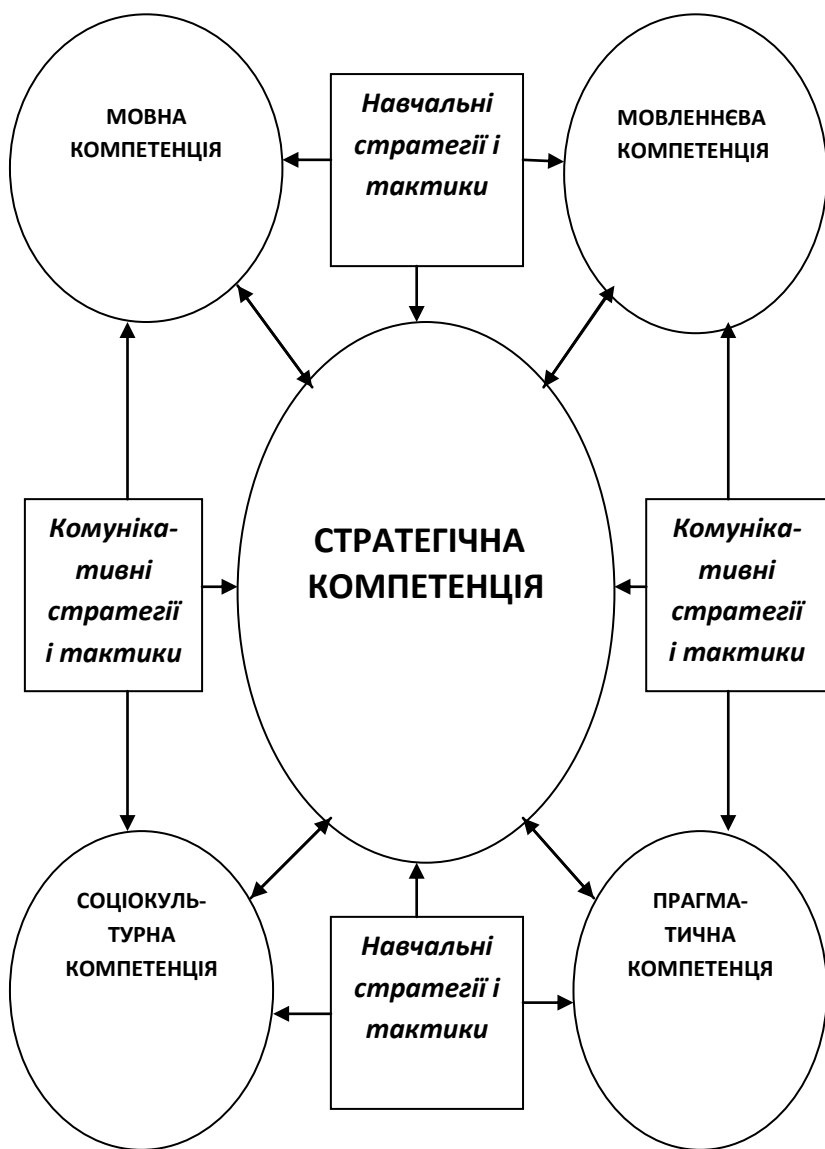 МОВНА
КОМПЕТЕНЦІЯ
Навчальні
стратегії і
тактики
МОВЛЕННЄВА
КОМПЕТЕНЦІЯ
Комуніка-
тивні
стратегії
і тактики
СТРАТЕГІЧНА
КОМПЕТЕНЦІЯ
Комуніка-
тивні
стратегії
і тактики
СОЦІОКУЛЬ-
ТУРНА
КОМПЕТЕНЦІЯ
Навчальні
стратегії і
тактики
ПРАГМА-
ТИЧНА
КОМПЕТЕНЦЯ